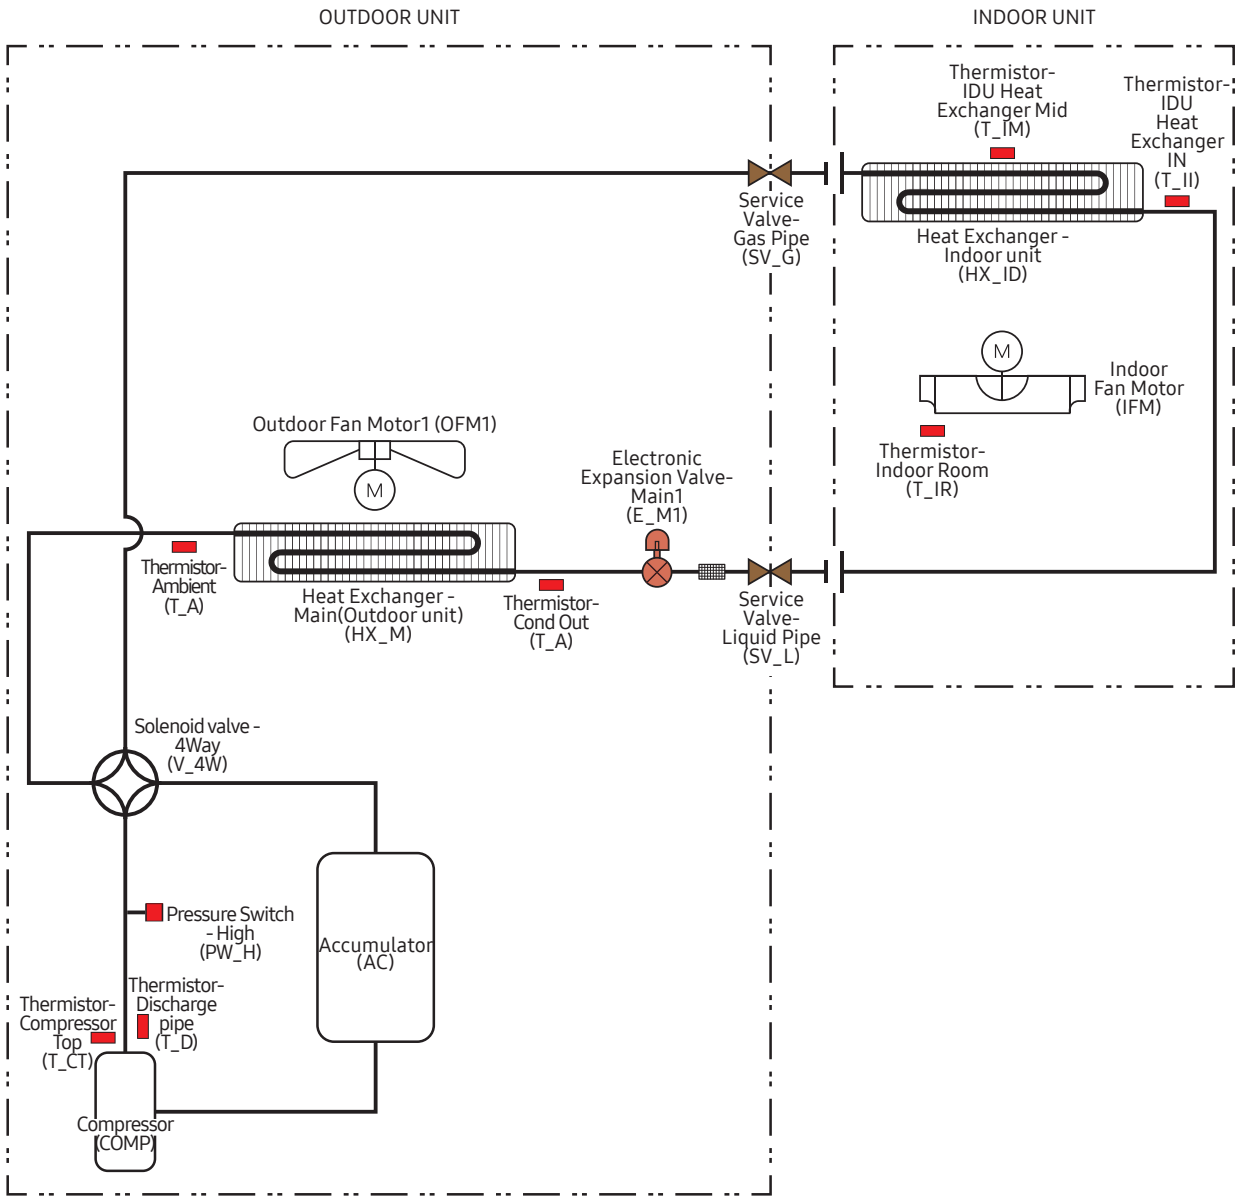 OUTDOOR UNIT
INDOOR UNIT
Thermistor-
IDU Heat
Exchanger Mid
(T_IM)
Thermistor-
IDU
Heat
Exchanger
IN
(T_II)
Service
Valve-
Gas Pipe
(SV_G)
Heat Exchanger -
Indoor unit
(HX_ID)
M
Indoor
Fan Motor
(IFM)
Thermistor-
Indoor Room
(T_IR)
Outdoor Fan Motor1 (OFM1)
M
Electronic
Expansion Valve-
Main1
(E_M1)
Thermistor-
Ambient
(T_A)
Heat Exchanger -
Main(Outdoor unit)
(HX_M)
Thermistor-
Cond Out
(T_A)
Service
Valve-
Liquid Pipe
(SV_L)
Solenoid valve -
4Way
(V_4W)
Pressure Switch
- High
(PW_H)
Accumulator
(AC)
Thermistor-
Compressor
Top
(T_CT)
Thermistor-
Discharge
pipe
(T_D)
Compressor
(COMP)